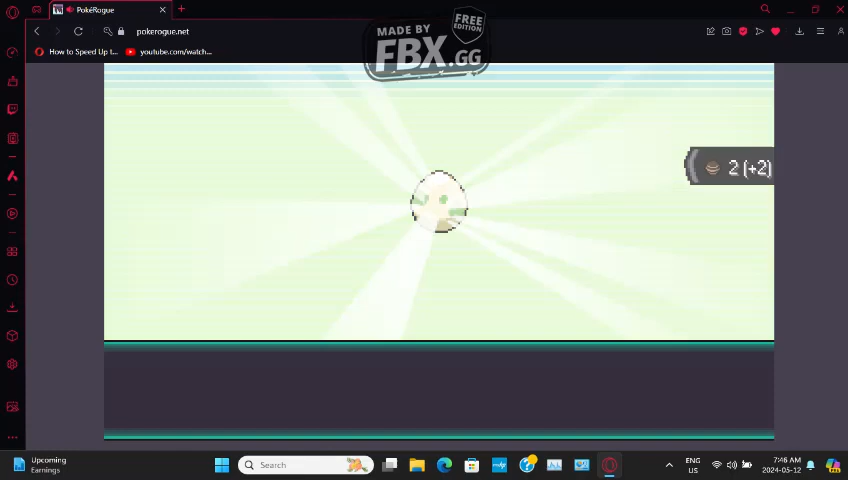 PokéRogue
pokerogue.net
How to Speed Up t...
youtube.com/watch...
MADE BY
FBX.GG
FREE
EDITION
2 (+2)
Upcoming
Earnings
Search
ENG
US
7:46 AM
2024-05-12